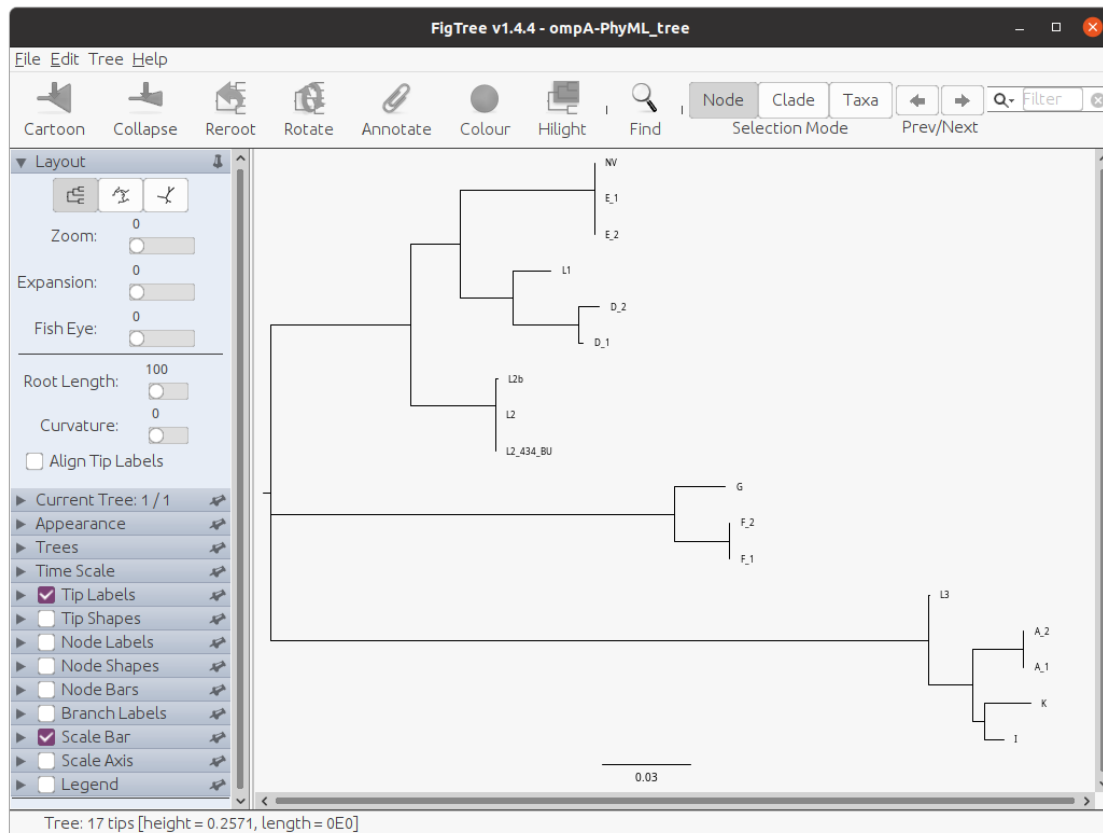 FigTree v1.4.4 - ompA-PhyML_tree
File Edit Tree Help
Cartoon Collapse Reroot Rotate Annotate Colour Hilight Find Node Clade Taxa Filter
Selection Mode Prev/Next
Layout
Zoom: 0
Expansion: 0
Fish Eye: 0
Root Length: 100
Curvature: 0
Align Tip Labels
Current Tree: 1 / 1
Appearance
Trees
Time Scale
Tip Labels
Tip Shapes
Node Labels
Node Shapes
Node Bars
Branch Labels
Scale Bar
Scale Axis
Legend
NV
E_1
E_2
L1
D_2
D_1
L2b
L2
L2_434_BU
G
F_2
F_1
L3
A_2
A_1
K
I
0.03
Tree: 17 tips [height = 0.2571, length = 0E0]